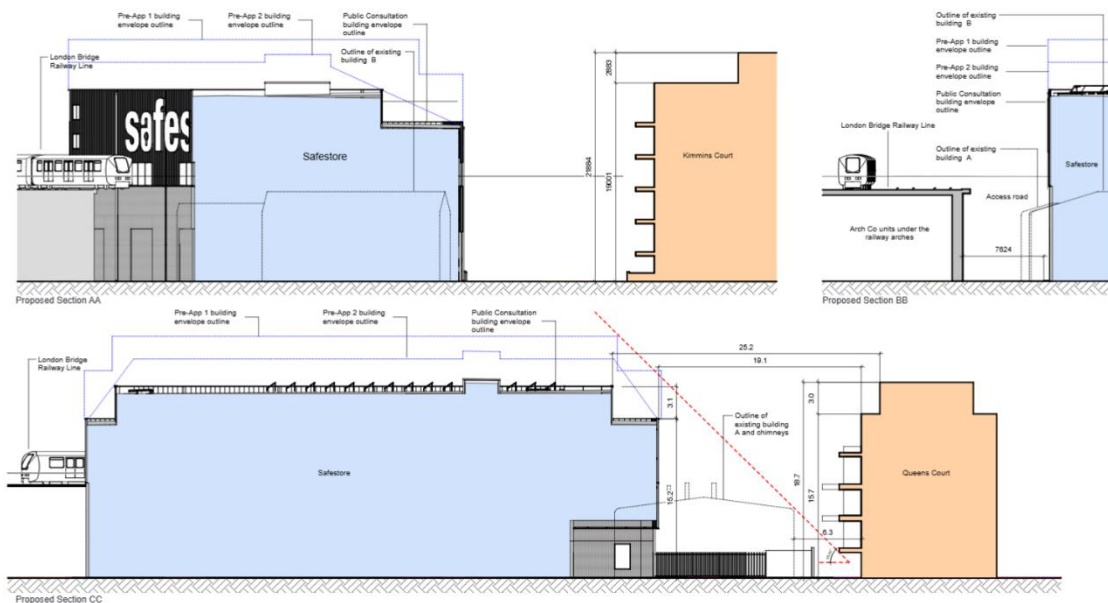 Pre-App 1 building
envelope outline
Pre-App 2 building
envelope outline
Public Consultation
building envelope
outline
Outline of existing
building B
London Bridge
Railway Line
safes
Safestore
2883
21884
19001
Kimmins Court
Proposed Section AA
Outline of existing
building B
Pre-App 1 building
envelope outline
Pre-App 2 building
envelope outline
Public Consultation
building envelope
outline
London Bridge Railway Line
Outline of existing
building A
Safestore
Access road
Arch Co units under the
railway arches
7624
Proposed Section BB
Pre-App 1 building
envelope outline
Pre-App 2 building
envelope outline
Public Consultation
building envelope
outline
London Bridge
Railway Line
25.2
19.1
3.1
3.0
Outline of
existing building
A and chimneys
Safestore
15.2
18.7
15.7
6.3
Queens Court
Proposed Section CC